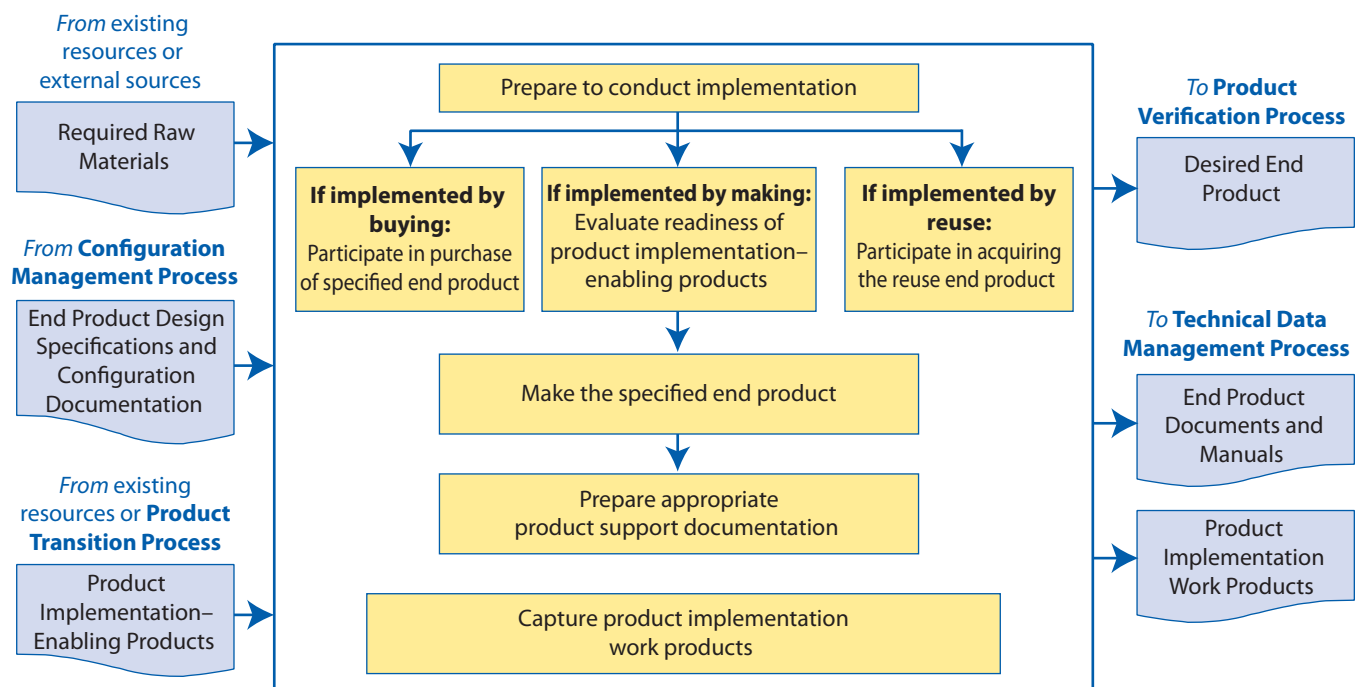 From existing
resources or
external sources
Required Raw
Materials
From Configuration
Management Process
End Product Design
Specifications and
Configuration
Documentation
From existing
resources or Product
Transition Process
Product
Implementation–
Enabling Products
Prepare to conduct implementation
If implemented by
buying:
Participate in purchase
of specified end product
If implemented by making:
Evaluate readiness of
product implementation–
enabling products
If implemented by
reuse:
Participate in acquiring
the reuse end product
Make the specified end product
Prepare appropriate
product support documentation
Capture product implementation
work products
To Product
Verification Process
Desired End
Product
To Technical Data
Management Process
End Product
Documents and
Manuals
Product
Implementation
Work Products